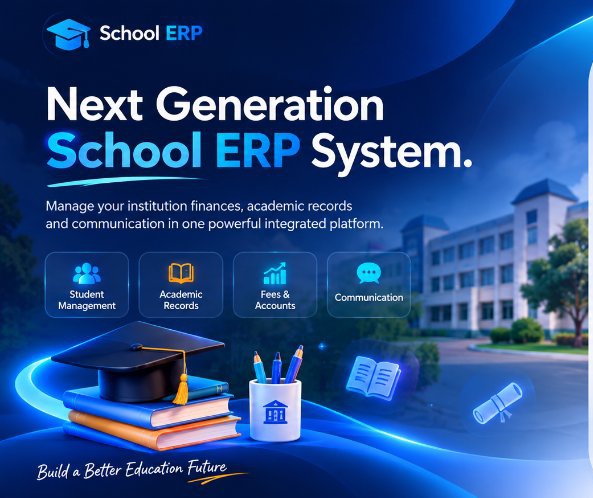 School ERP
Next Generation
School ERP System.
Manage your institution finances, academic records
and communication in one powerful integrated platform.
Student
Management
Academic
Records
Fees &
Accounts
Communication
Build a Better Education Future